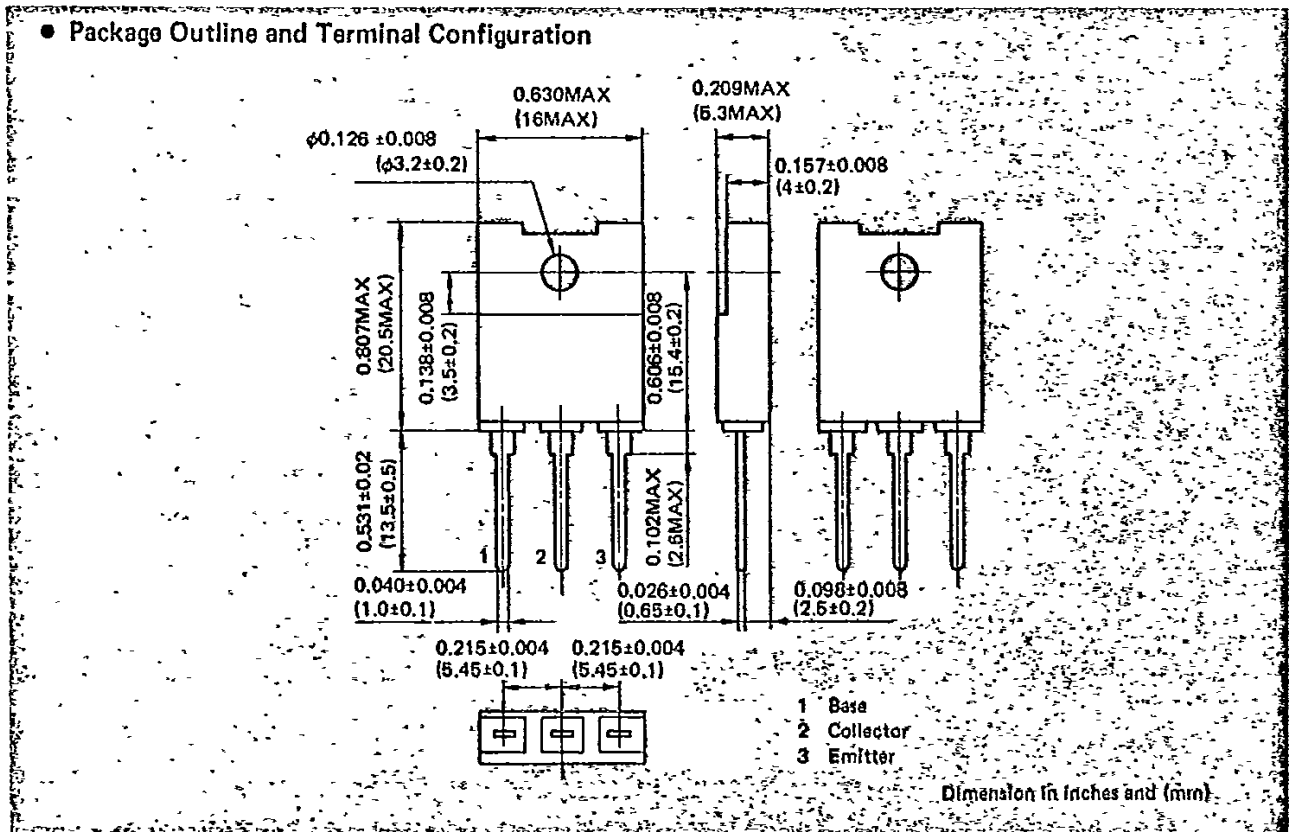 ● Package Outline and Terminal Configuration
0.630MAX
(16MAX)
0.209MAX
(5.3MAX)
φ0.126 ±0.008
(φ3.2±0.2)
0.157±0.008
(4±0.2)
0.807MAX
(20.5MAX)
0.138±0.008
(3.5±0.2)
0.606±0.008
(15.4±0.2)
0.531±0.02
(13.5±0.5)
0.102MAX
(2.6MAX)
1 2 3
0.040±0.004
(1.0±0.1)
0.026±0.004
(0.65±0.1)
0.098±0.008
(2.5±0.2)
0.215±0.004 0.215±0.004
(5.45±0.1) (5.45±0.1)
1 Base
2 Collector
3 Emitter
Dimension in inches and (mm)